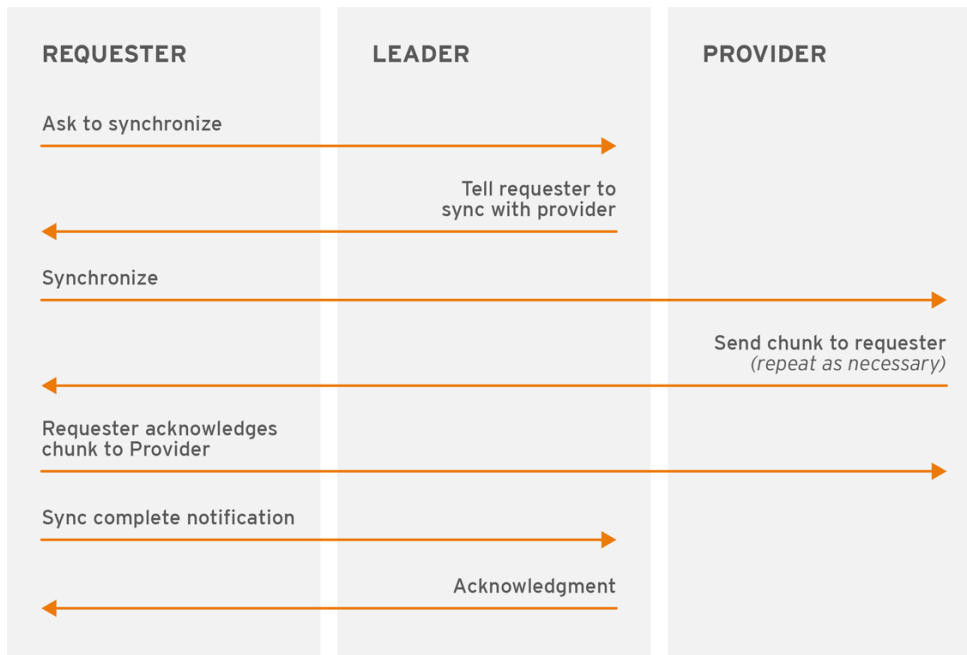 REQUESTER
LEADER
PROVIDER
Ask to synchronize
Tell requester to
sync with provider
Synchronize
Send chunk to requester
(repeat as necessary)
Requester acknowledges
chunk to Provider
Sync complete notification
Acknowledgment